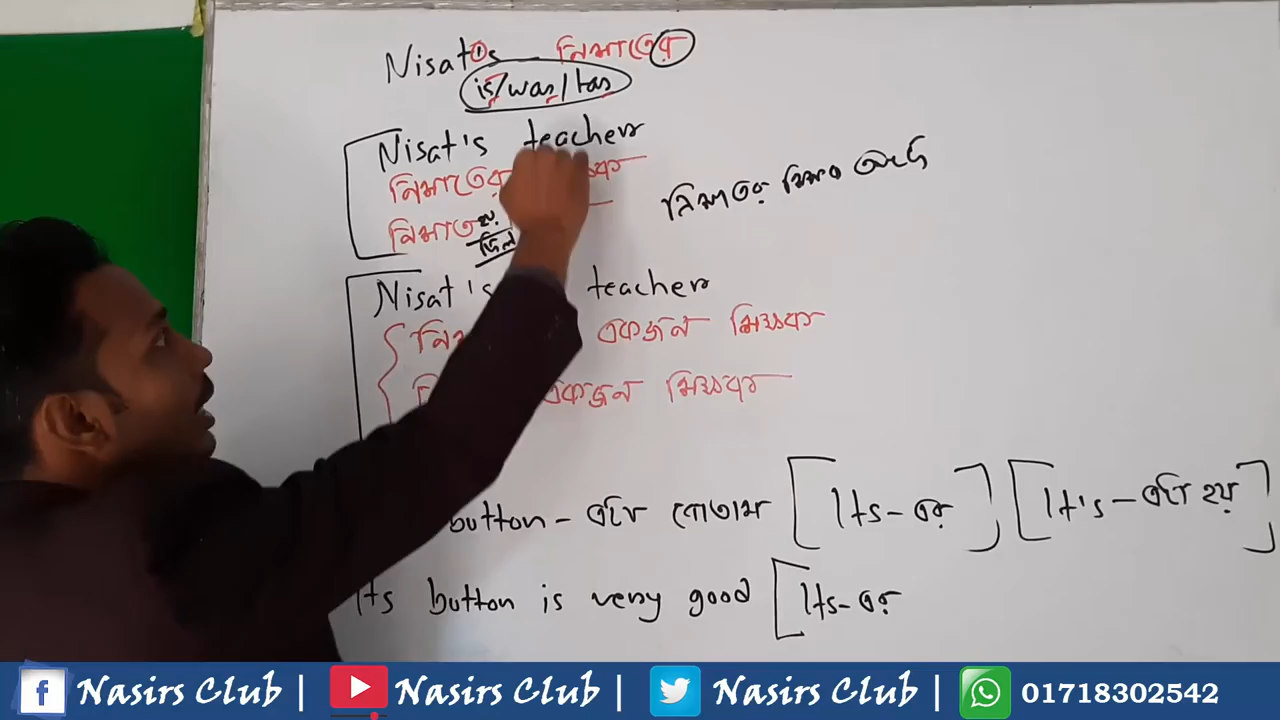 Nisat's - নিসাতের
is/was/has
Nisat's teacher
নিসাতের
নিসাত হয়
ছিল
নিসাতের শিক্ষক আছে
Nisat's teacher
একজন শিক্ষক
একজন শিক্ষক
button - এটি বোতাম [Its - এর] [It's - এটি হয়]
Its button is very good [Its - এর
Nasirs Club | Nasirs Club | Nasirs Club | 01718302542